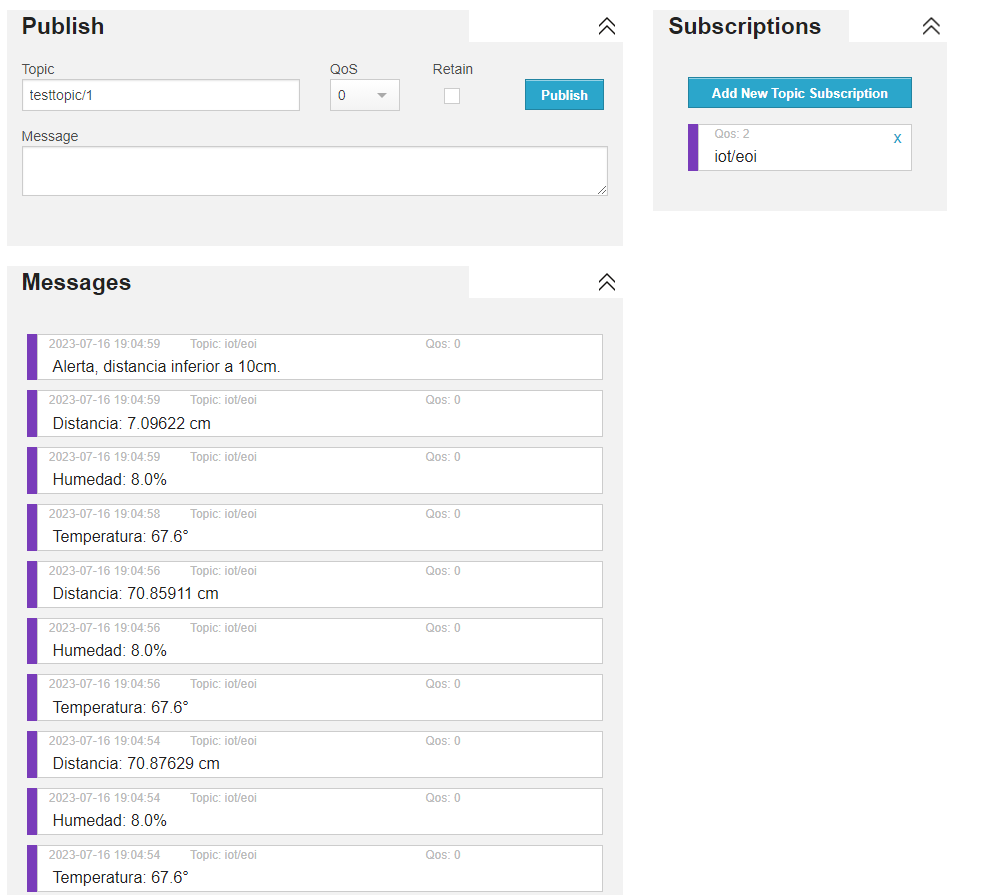 Publish
Topic QoS Retain
testtopic/1 0 Publish
Message
Subscriptions
Add New Topic Subscription
Qos: 2 x
iot/eoi
Messages
2023-07-16 19:04:59 Topic: iot/eoi Qos: 0
Alerta, distancia inferior a 10cm.
2023-07-16 19:04:59 Topic: iot/eoi Qos: 0
Distancia: 7.09622 cm
2023-07-16 19:04:59 Topic: iot/eoi Qos: 0
Humedad: 8.0%
2023-07-16 19:04:58 Topic: iot/eoi Qos: 0
Temperatura: 67.6°
2023-07-16 19:04:56 Topic: iot/eoi Qos: 0
Distancia: 70.85911 cm
2023-07-16 19:04:56 Topic: iot/eoi Qos: 0
Humedad: 8.0%
2023-07-16 19:04:56 Topic: iot/eoi Qos: 0
Temperatura: 67.6°
2023-07-16 19:04:54 Topic: iot/eoi Qos: 0
Distancia: 70.87629 cm
2023-07-16 19:04:54 Topic: iot/eoi Qos: 0
Humedad: 8.0%
2023-07-16 19:04:54 Topic: iot/eoi Qos: 0
Temperatura: 67.6°